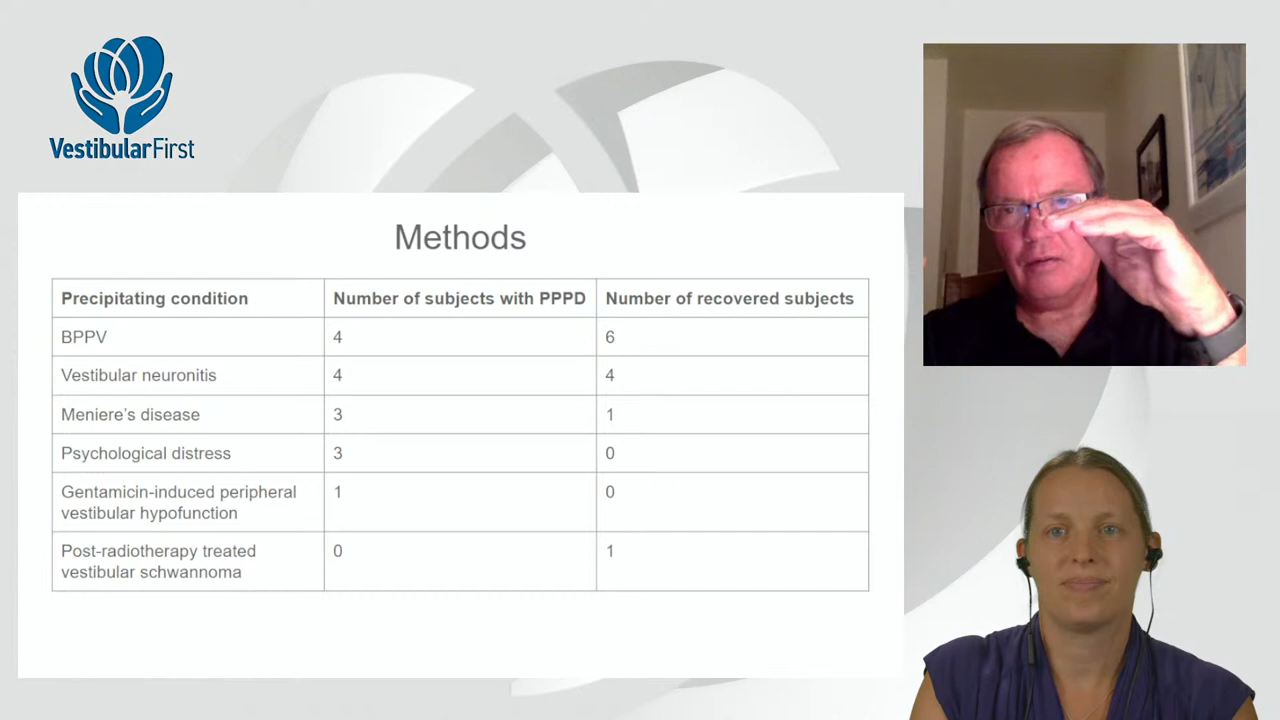 VestibularFirst
Methods
Precipitating condition Number of subjects with PPPD Number of recovered subjects
BPPV 4 6
Vestibular neuronitis 4 4
Meniere's disease 3 1
Psychological distress 3 0
Gentamicin-induced peripheral 1 0
vestibular hypofunction
Post-radiotherapy treated 0 1
vestibular schwannoma